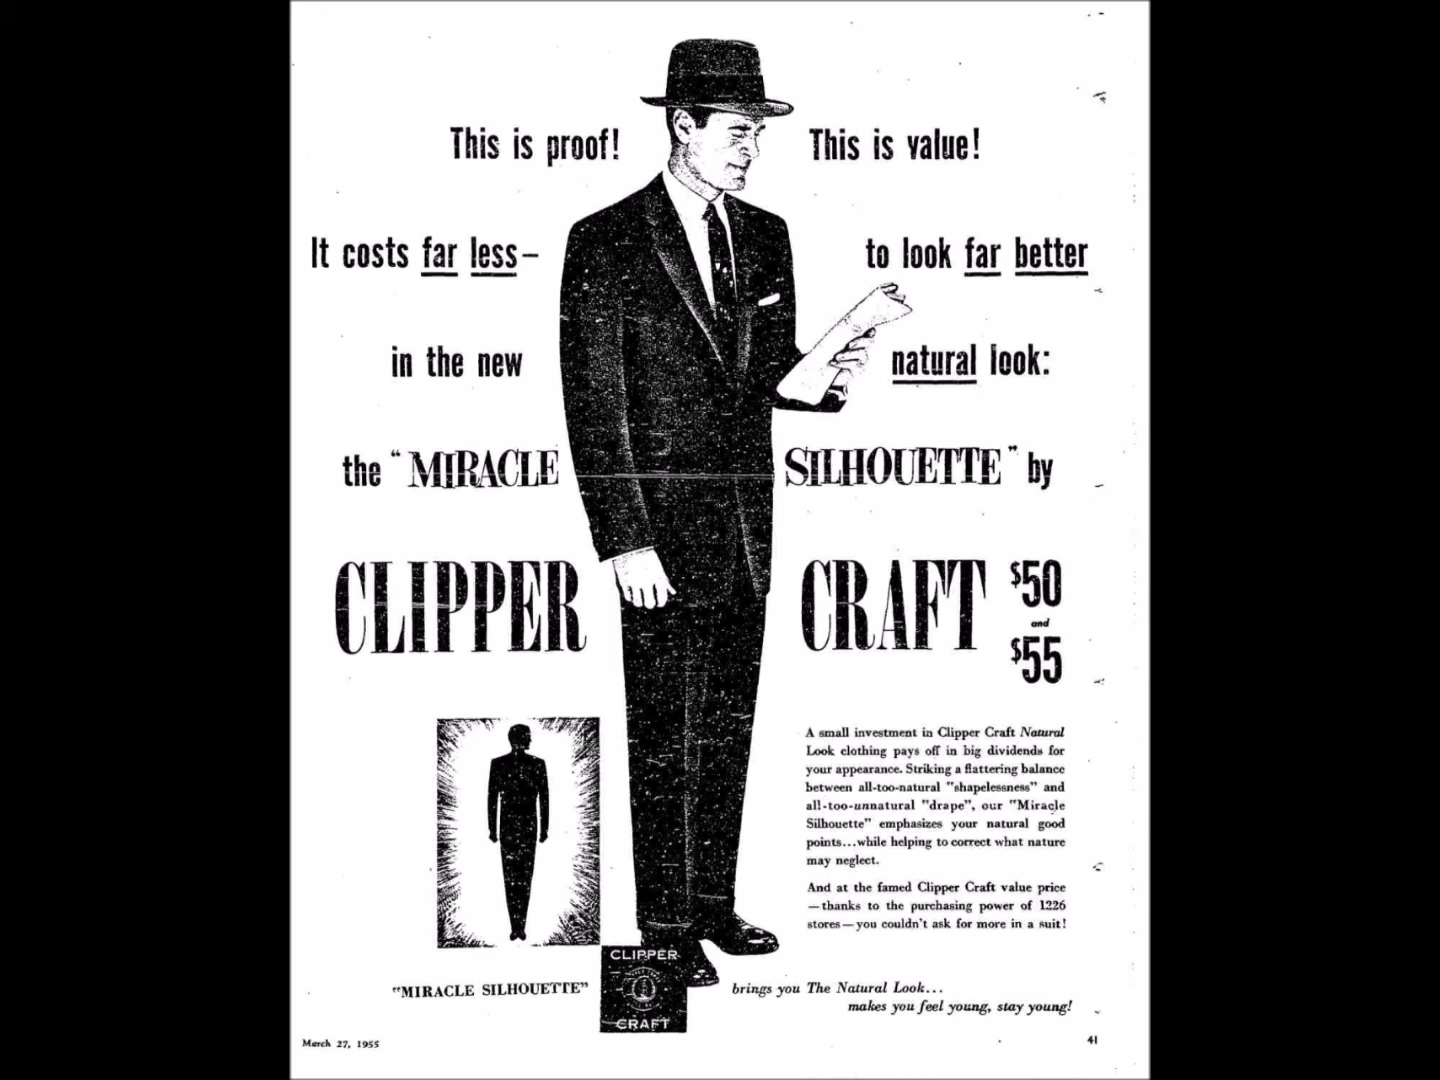 This is proof! This is value!
It costs far less– to look far better
in the new natural look:
the “MIRACLE SILHOUETTE” by
CLIPPER CRAFT $50
and
$55
A small investment in Clipper Craft Natural
Look clothing pays off in big dividends for
your appearance. Striking a flattering balance
between all-too-natural "shapelessness" and
all-too-unnatural "drape", our "Miracle
Silhouette" emphasizes your natural good
points...while helping to correct what nature
may neglect.
And at the famed Clipper Craft value price
—thanks to the purchasing power of 1226
stores—you couldn't ask for more in a suit!
CLIPPER
CRAFT
"MIRACLE SILHOUETTE" brings you The Natural Look...
makes you feel young, stay young!
March 27, 1955
41